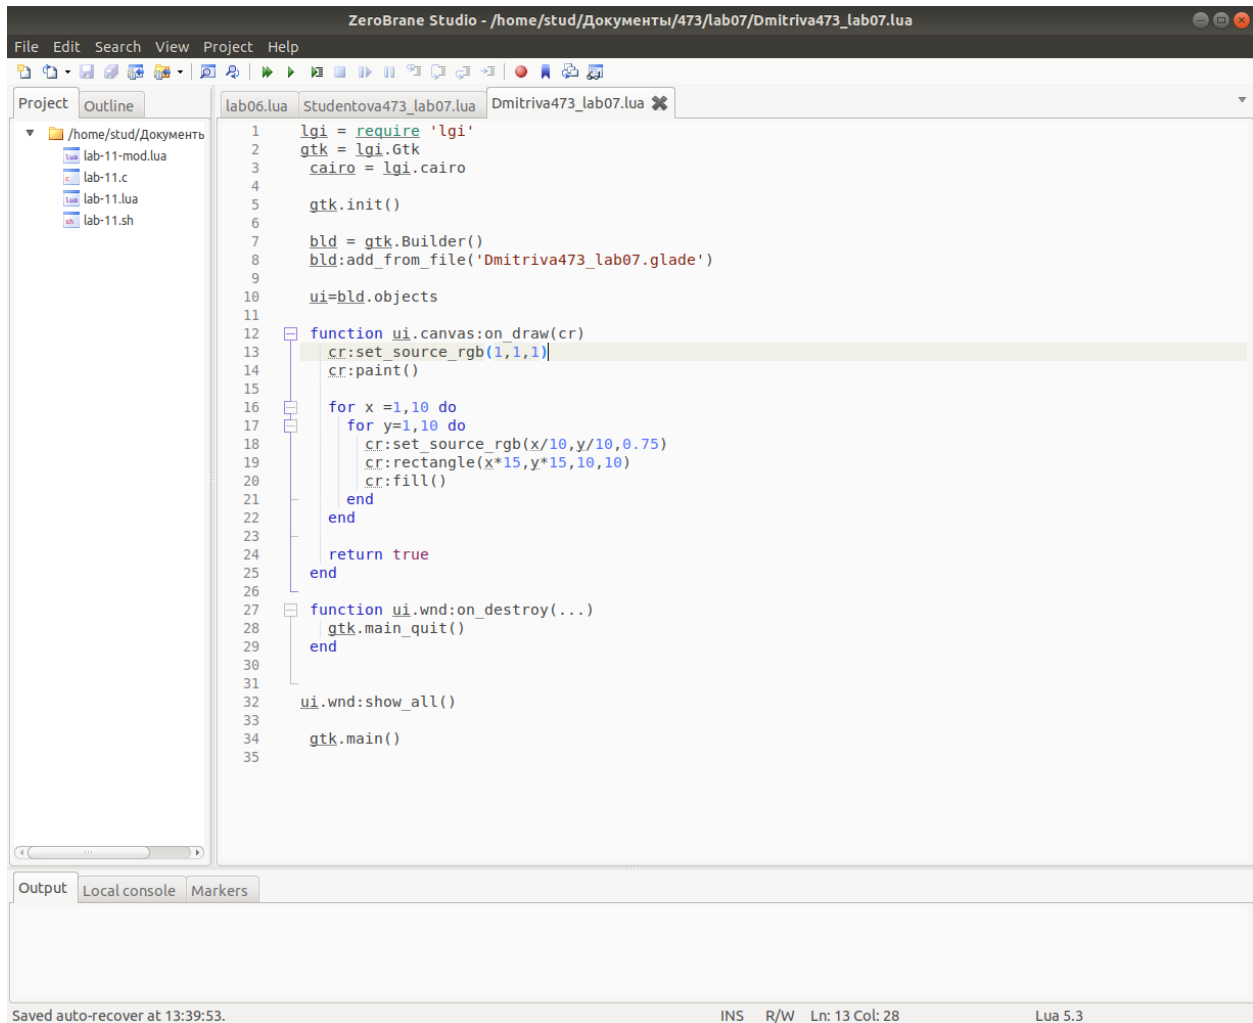 ZeroBrane Studio - /home/stud/Документы/473/lab07/Dmitriva473_lab07.lua
File Edit Search View Project Help
Project Outline
lab06.lua Studentova473_lab07.lua Dmitriva473_lab07.lua
/home/stud/Документь
lab-11-mod.lua
lab-11.c
lab-11.lua
lab-11.sh
1 lgi = require 'lgi'
2 gtk = lgi.Gtk
3 cairo = lgi.cairo
4
5 gtk.init()
6
7 bld = gtk.Builder()
8 bld:add_from_file('Dmitriva473_lab07.glade')
9
10 ui=bld.objects
11
12 function ui.canvas:on_draw(cr)
13 cr:set_source_rgb(1,1,1)
14 cr:paint()
15
16 for x =1,10 do
17 for y=1,10 do
18 cr:set_source_rgb(x/10,y/10,0.75)
19 cr:rectangle(x*15,y*15,10,10)
20 cr:fill()
21 end
22 end
23
24 return true
25 end
26
27 function ui.wnd:on_destroy(...)
28 gtk.main_quit()
29 end
30
31
32 ui.wnd:show_all()
33
34 gtk.main()
35
Output Local console Markers
Saved auto-recover at 13:39:53. INS R/W Ln: 13 Col: 28 Lua 5.3